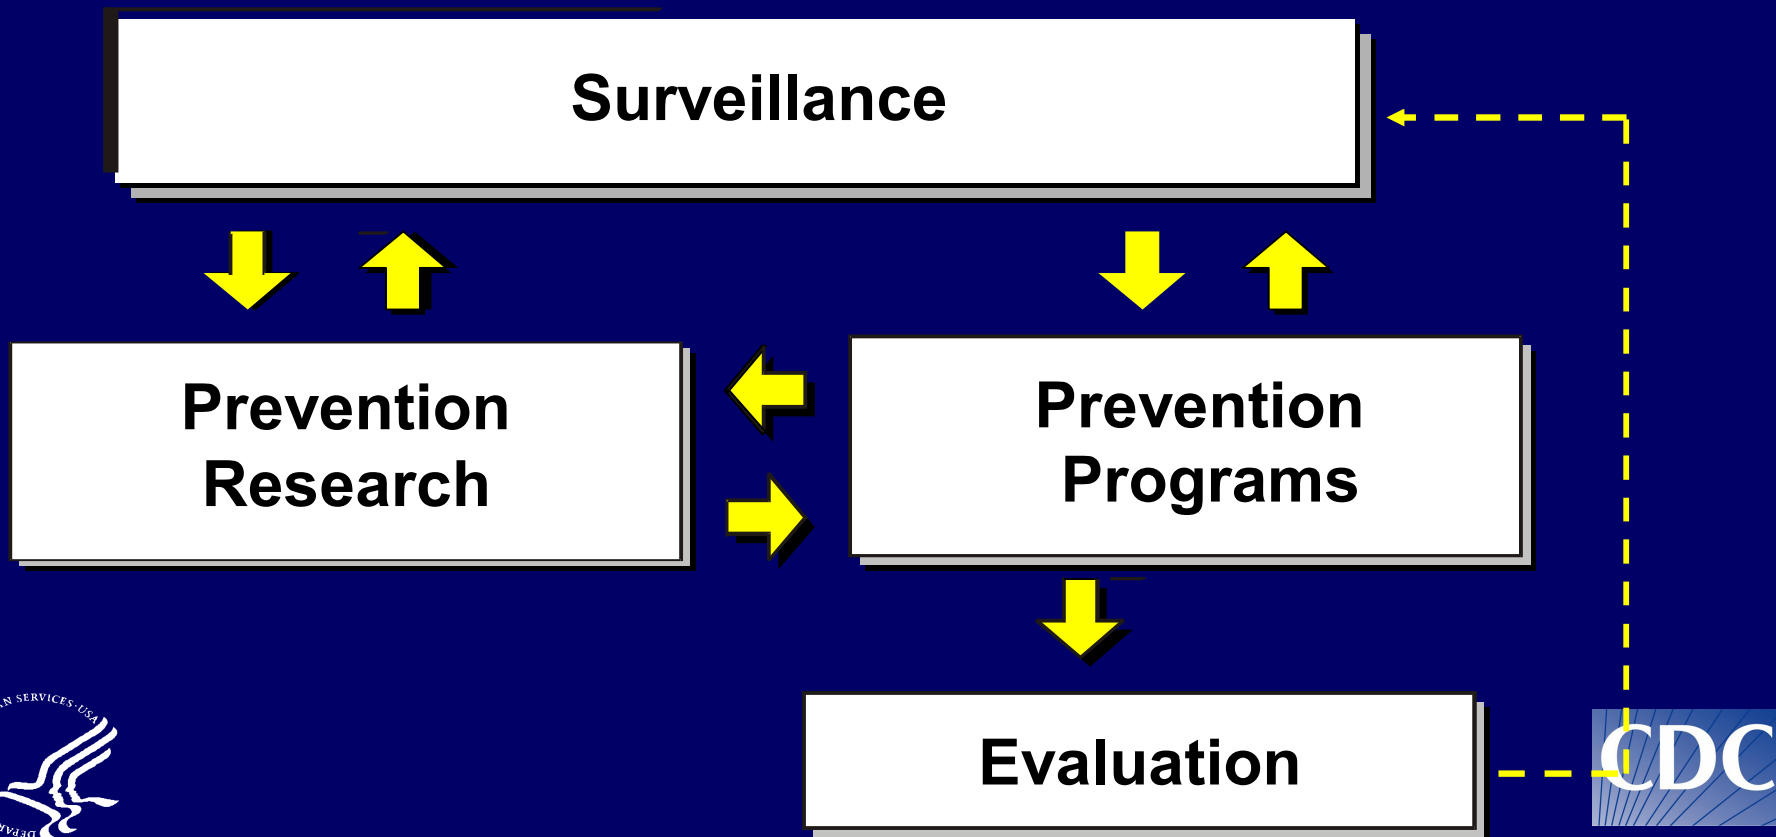 Surveillance
Prevention
Research
Prevention
Programs
Evaluation
SERVICES·USA
CDC